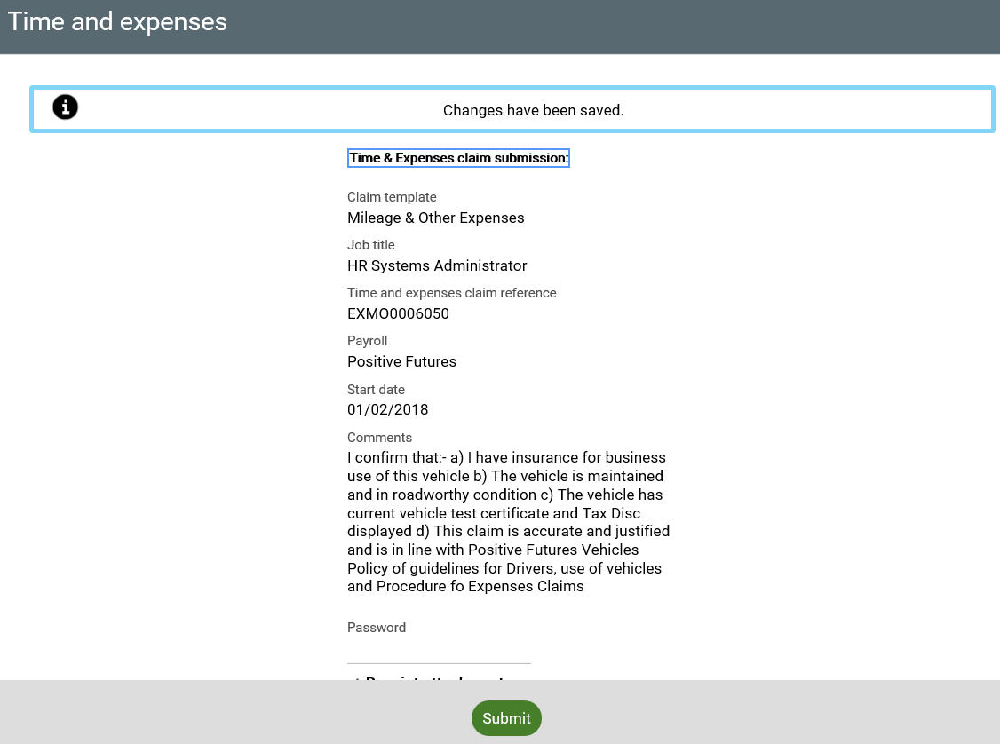 Time and expenses
Changes have been saved.
Time & Expenses claim submission:
Claim template
Mileage & Other Expenses
Job title
HR Systems Administrator
Time and expenses claim reference
EXMO0006050
Payroll
Positive Futures
Start date
01/02/2018
Comments
I confirm that:- a) I have insurance for business
use of this vehicle b) The vehicle is maintained
and in roadworthy condition c) The vehicle has
current vehicle test certificate and Tax Disc
displayed d) This claim is accurate and justified
and is in line with Positive Futures Vehicles
Policy of guidelines for Drivers, use of vehicles
and Procedure fo Expenses Claims
Password
Submit